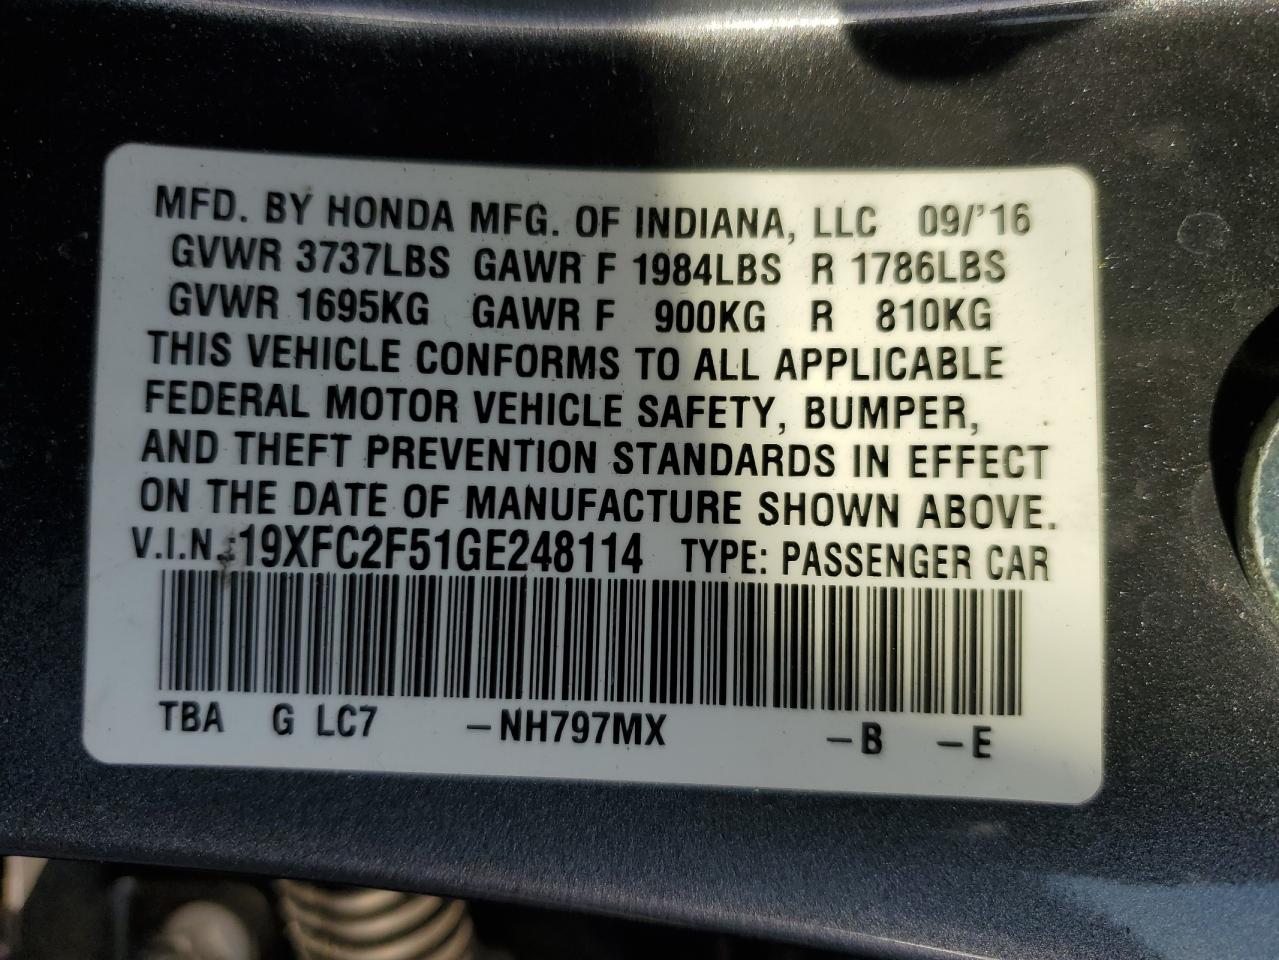 MFD. BY HONDA MFG. OF INDIANA, LLC 09/'16
GVWR 3737LBS GAWR F 1984LBS R 1786LBS
GVWR 1695KG GAWR F 900KG R 810KG
THIS VEHICLE CONFORMS TO ALL APPLICABLE
FEDERAL MOTOR VEHICLE SAFETY, BUMPER,
AND THEFT PREVENTION STANDARDS IN EFFECT
ON THE DATE OF MANUFACTURE SHOWN ABOVE.
V.I.N.:19XFC2F51GE248114 TYPE: PASSENGER CAR
TBA G LC7 –NH797MX –B –E